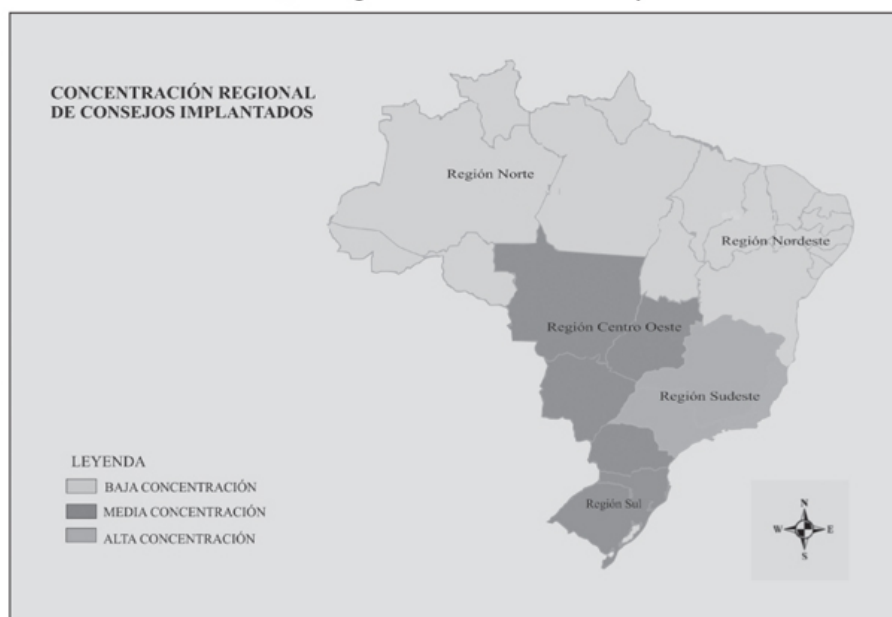 CONCENTRACIÓN REGIONAL
DE CONSEJOS IMPLANTADOS
Región Norte
Región Nordeste
Región Centro Oeste
Región Sudeste
Región Sul
LEYENDA
BAJA CONCENTRACIÓN
MEDIA CONCENTRACIÓN
ALTA CONCENTRACIÓN
N
W E
S